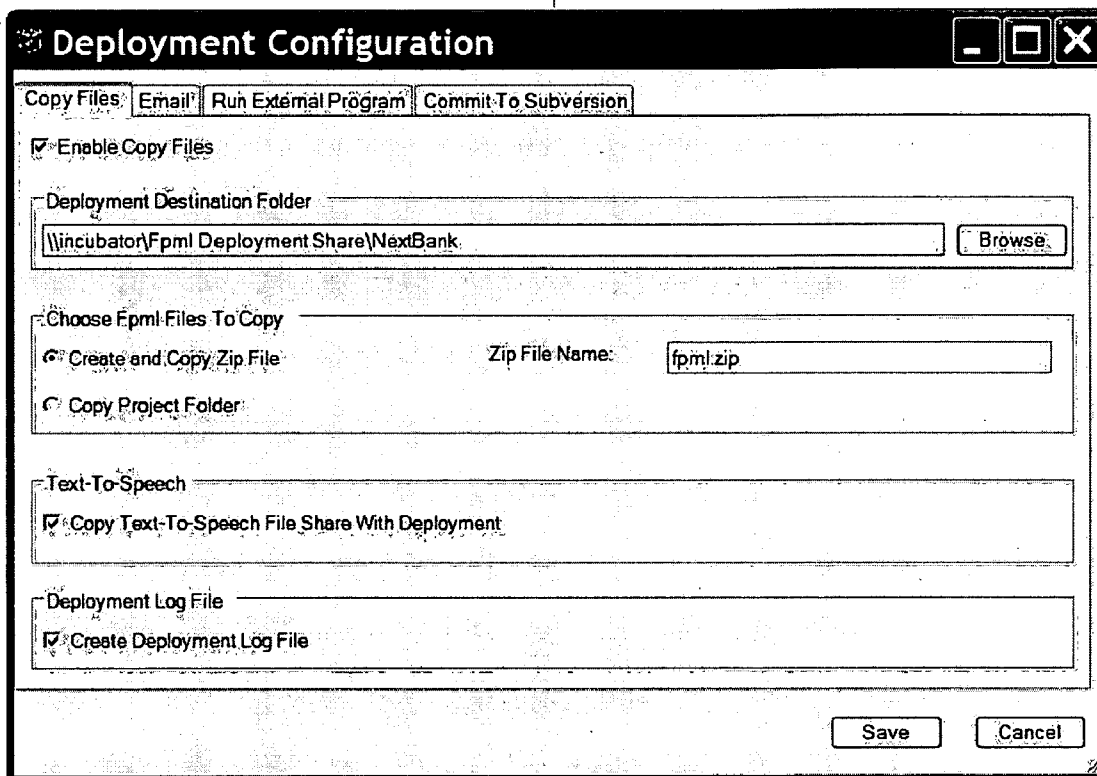 Deployment Configuration
Copy Files Email Run External Program Commit To Subversion
Enable Copy Files
Deployment Destination Folder
\\incubator\Fpml Deployment Share\NextBank
Browse
Choose Fpml Files To Copy
Create and Copy Zip File Zip File Name: fpml.zip
Copy Project Folder
Text-To-Speech
Copy Text-To-Speech File Share With Deployment
Deployment Log File
Create Deployment Log File
Save Cancel